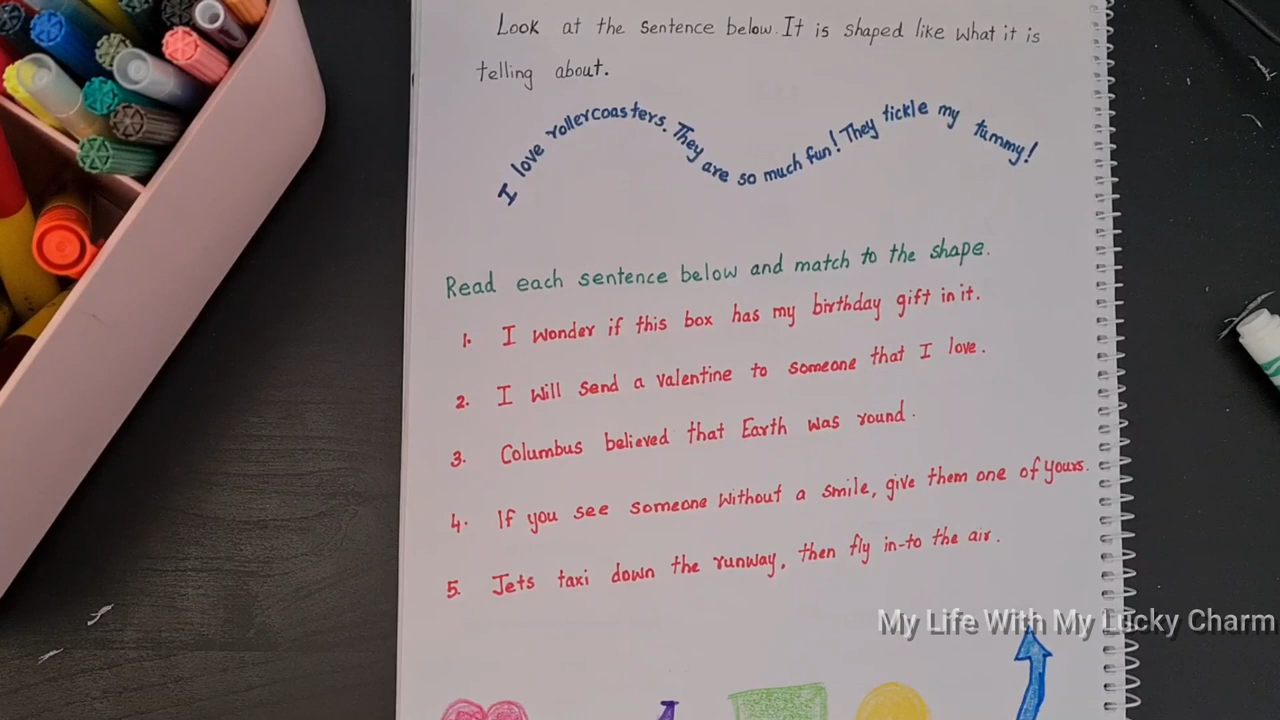 Look at the sentence below. It is shaped like what it is
telling about.
I love rollercoasters. They are so much fun! They tickle my tummy!
Read each sentence below and match to the shape.
1. I wonder if this box has my birthday gift in it.
2. I will send a valentine to someone that I love.
3. Columbus believed that Earth was round.
4. If you see someone without a smile, give them one of yours.
5. Jets taxi down the runway, then fly in-to the air.
My Life With My Lucky Charm